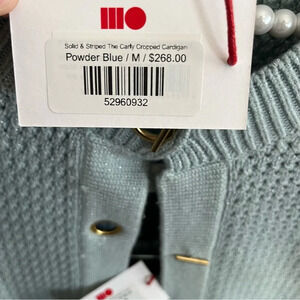 Solid & Striped The Carly Cropped Cardigan
Powder Blue / M / $268.00
52960932